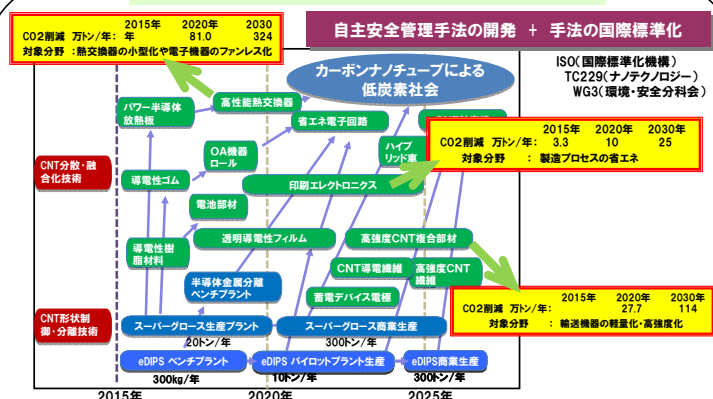 2015年 2020年 2030
CO2削減 万トン/年: 年 81.0 324
対象分野 :熱交換器の小型化や電子機器のファンレス化
自主安全管理手法の開発 + 手法の国際標準化
ISO(国際標準化機構)
TC229(ナノテクノロジー)
WG3(環境・安全分科会)
カーボンナノチューブによる
低炭素社会
パワー半導体
放熱板
高性能熱交換器
省エネ電子回路
2015年 2020年 2030年
CO2削減 万トン/年: 3.3 10 25
対象分野 : 製造プロセスの省エネ
OA機器
ロール
ハイブ
リッド車
CNT分散・融
合化技術
導電性ゴム
印刷エレクトロニクス
電池部材
透明導電性フィルム
高強度CNT複合部材
導電性樹
脂材料
CNT導電繊維
高強度CNT
繊維
半導体金属分離
ベンチプラント
蓄電デバイス電極
2015年 2020年 2030年
CO2削減 万トン/年: 27.7 114
対象分野 : 輸送機器の軽量化・高強度化
CNT形状制
御・分離技術
スーパーグロース生産プラント
スーパーグロース商業生産
20トン/年
300トン/年
eDIPS ベンチプラント
eDIPS パイロットプラント生産
eDIPS商業生産
300kg/年
10トン/年
300トン/年
2015年
2020年
2025年